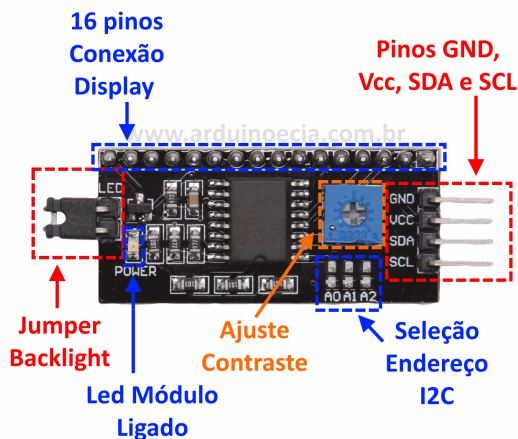 16 pinos
Conexão
Display
Pinos GND,
Vcc, SDA e SCL
www.arduinoecia.com.br
LED
GND
VCC
SDA
SCL
POWER
A0 A1 A2
Jumper
Backlight
Ajuste
Contraste
Seleção
Endereço
I2C
Led Módulo
Ligado